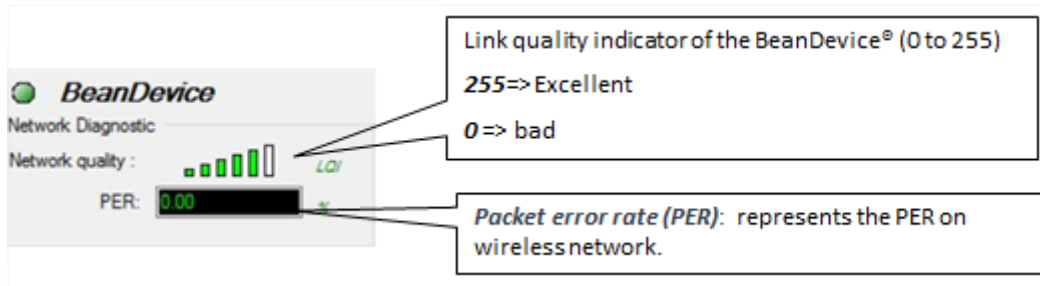 BeanDevice
Network Diagnostic
Network quality :
LQI
PER:
0.00
%
Link quality indicator of the BeanDevice® (0 to 255)
255=> Excellent
0 => bad
Packet error rate (PER): represents the PER on
wireless network.